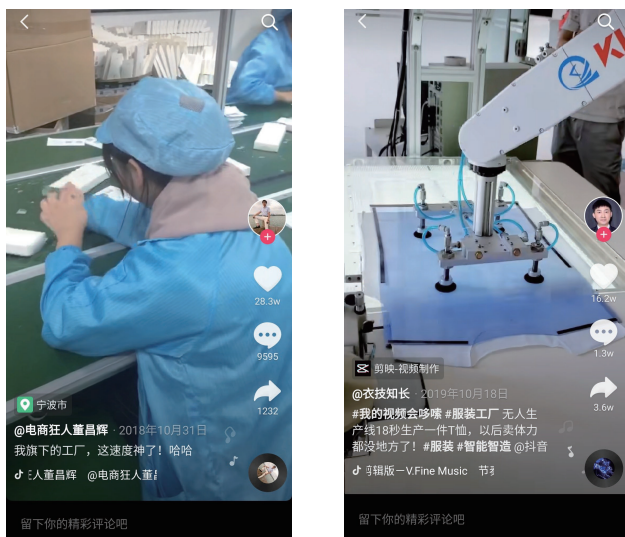 28.3w
9595
1232
宁波市
@电商狂人董昌辉 · 2018年10月31日
我旗下的工厂，这速度神了！哈哈
人董昌辉 @电商狂人董
留下你的精彩评论吧
16.2w
1.3w
3.6w
剪映-视频制作
@衣技知长 · 2019年10月18日
#我的视频会哆嗦 #服装工厂 无人生
产线18秒生产一件T恤，以后卖体力
都没地方了！#服装 #智能智造 @抖音
辑版－V.Fine Music 节
留下你的精彩评论吧